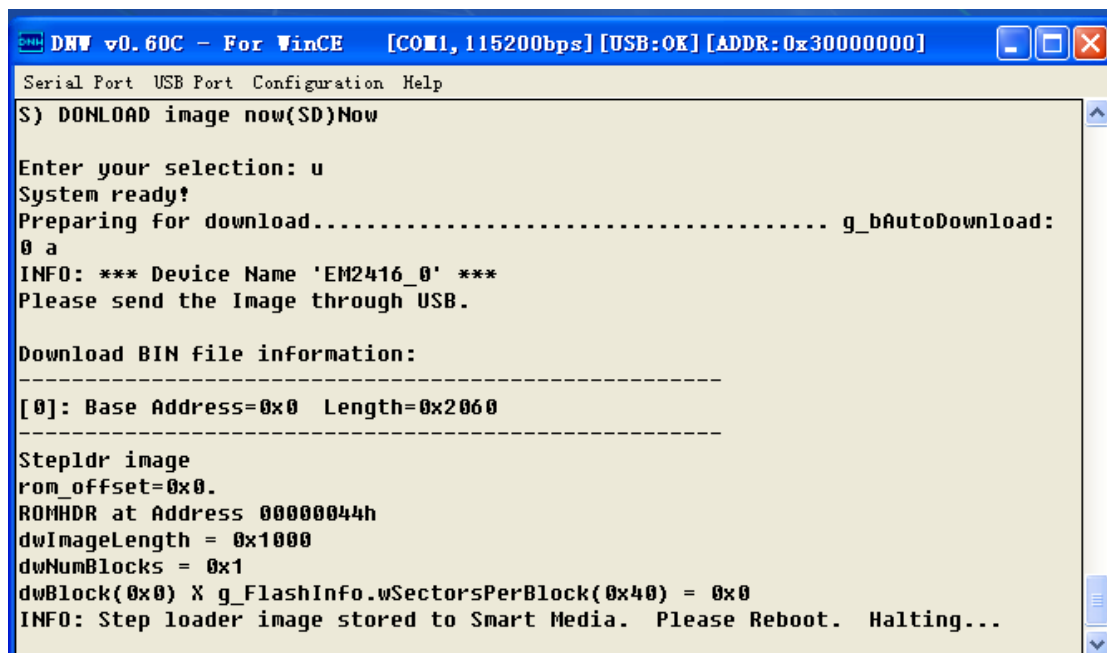 DNW v0.60C - For WinCE [COM1,115200bps][USB:OK][ADDR:0x30000000]
Serial Port USB Port Configuration Help
S) DONLOAD image now(SD)Now
Enter your selection: u
System ready!
Preparing for download....................................... g_bAutoDownload:
0 a
INFO: *** Device Name 'EM2416_0' ***
Please send the Image through USB.
Download BIN file information:
-----------------------------------------------------
[0]: Base Address=0x0 Length=0x2060
-----------------------------------------------------
Stepldr image
rom_offset=0x0.
ROMHDR at Address 00000044h
dwImageLength = 0x1000
dwNumBlocks = 0x1
dwBlock(0x0) X g_FlashInfo.wSectorsPerBlock(0x40) = 0x0
INFO: Step loader image stored to Smart Media. Please Reboot. Halting...